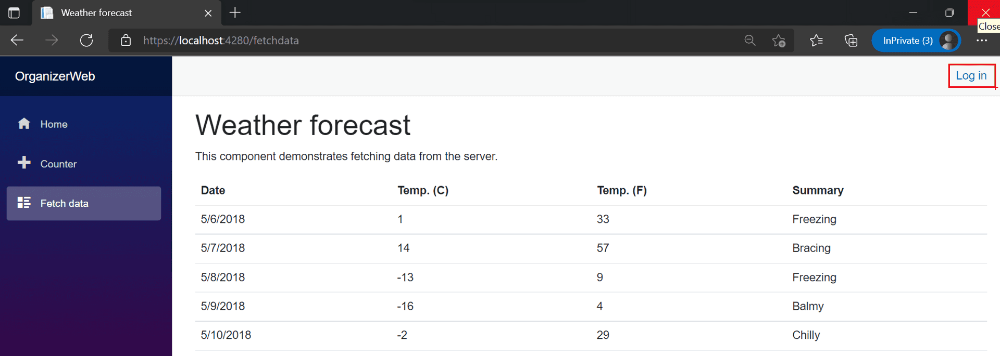 Weather forecast
Close
https://localhost:4280/fetchdata
InPrivate (3)
OrganizerWeb
Log in
Home
Counter
Fetch data
Weather forecast
This component demonstrates fetching data from the server.
Date Temp. (C) Temp. (F) Summary
5/6/2018 1 33 Freezing
5/7/2018 14 57 Bracing
5/8/2018 -13 9 Freezing
5/9/2018 -16 4 Balmy
5/10/2018 -2 29 Chilly